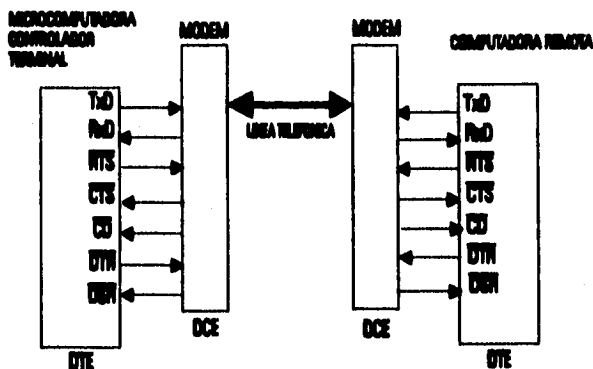 MICROCOMPUTADORA
CONTROLADOR
TERMINAL
MODEM
MODEM
COMPUTADORA REMOTA
LINEA TELEFONICA
TxD
RxD
RTS
CTS
CD
DTR
DSR
TxD
RxD
RTS
CTS
CD
DTR
DSR
DCE
DCE
DTE
DTE